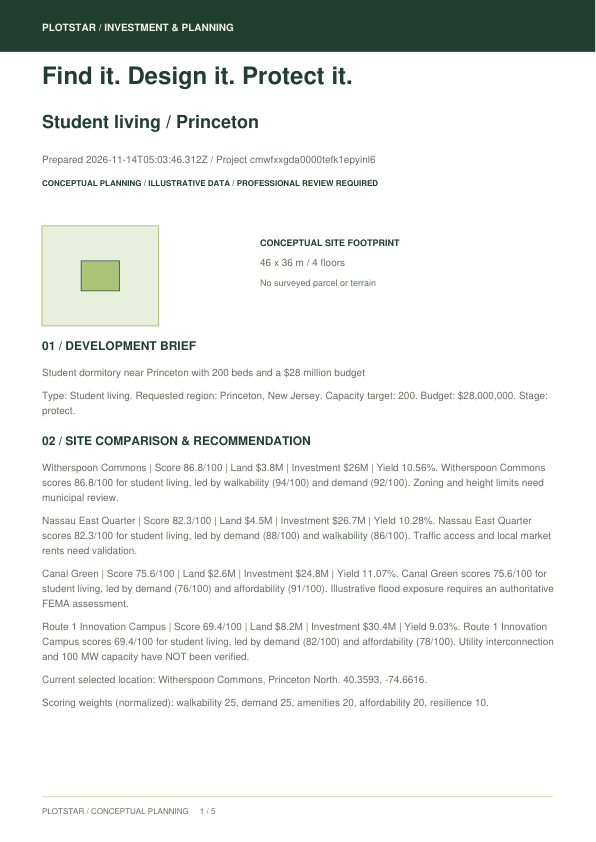 PLOTSTAR / INVESTMENT & PLANNING
Find it. Design it. Protect it.
Student living / Princeton
Prepared 2026-11-14T05:03:46.312Z / Project cmwfxxgda0000tefk1epyinl6
CONCEPTUAL PLANNING / ILLUSTRATIVE DATA / PROFESSIONAL REVIEW REQUIRED
CONCEPTUAL SITE FOOTPRINT
46 x 36 m / 4 floors
No surveyed parcel or terrain
01 / DEVELOPMENT BRIEF
Student dormitory near Princeton with 200 beds and a $28 million budget
Type: Student living. Requested region: Princeton, New Jersey. Capacity target: 200. Budget: $28,000,000. Stage:
protect.
02 / SITE COMPARISON & RECOMMENDATION
Witherspoon Commons | Score 86.8/100 | Land $3.8M | Investment $26M | Yield 10.56%. Witherspoon Commons
scores 86.8/100 for student living, led by walkability (94/100) and demand (92/100). Zoning and height limits need
municipal review.
Nassau East Quarter | Score 82.3/100 | Land $4.5M | Investment $26.7M | Yield 10.28%. Nassau East Quarter
scores 82.3/100 for student living, led by demand (88/100) and walkability (86/100). Traffic access and local market
rents need validation.
Canal Green | Score 75.6/100 | Land $2.6M | Investment $24.8M | Yield 11.07%. Canal Green scores 75.6/100 for
student living, led by demand (76/100) and affordability (91/100). Illustrative flood exposure requires an authoritative
FEMA assessment.
Route 1 Innovation Campus | Score 69.4/100 | Land $8.2M | Investment $30.4M | Yield 9.03%. Route 1 Innovation
Campus scores 69.4/100 for student living, led by demand (82/100) and affordability (78/100). Utility interconnection
and 100 MW capacity have NOT been verified.
Current selected location: Witherspoon Commons, Princeton North. 40.3593, -74.6616.
Scoring weights (normalized): walkability 25, demand 25, amenities 20, affordability 20, resilience 10.
PLOTSTAR / CONCEPTUAL PLANNING 1 / 5